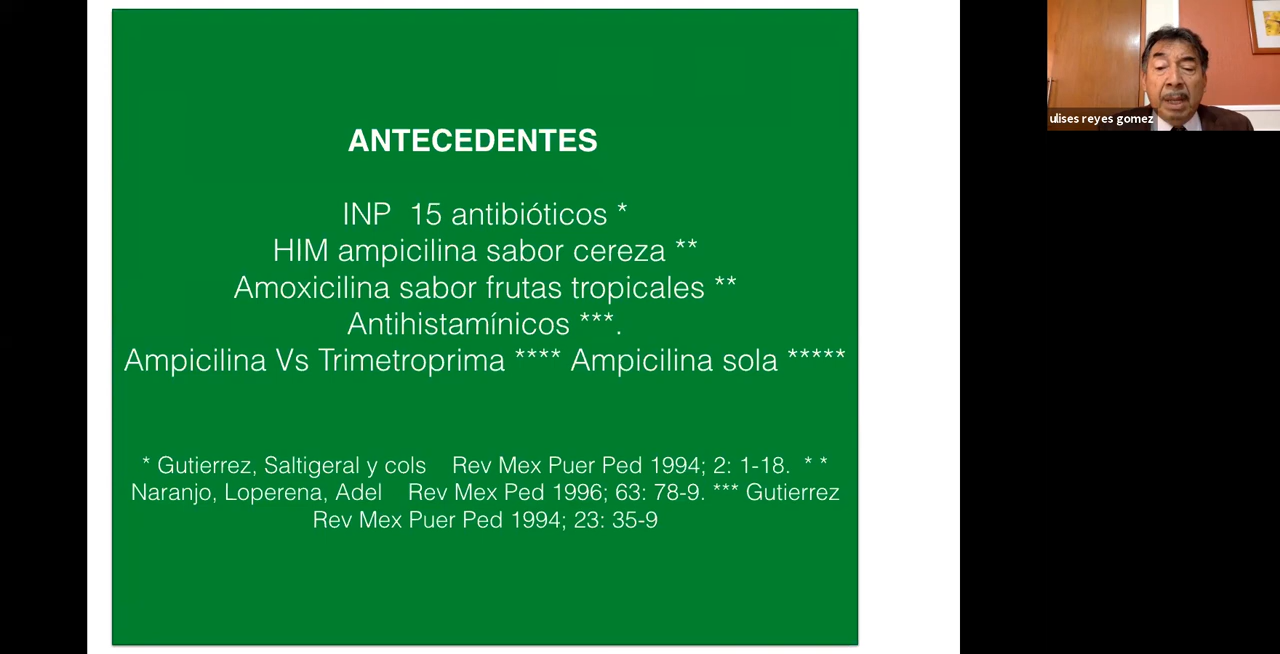 ANTECEDENTES
INP 15 antibióticos *
HIM ampicilina sabor cereza **
Amoxicilina sabor frutas tropicales **
Antihistamínicos ***.
Ampicilina Vs Trimetroprima **** Ampicilina sola *****
* Gutierrez, Saltigeral y cols Rev Mex Puer Ped 1994; 2: 1-18. * *
Naranjo, Loperena, Adel Rev Mex Ped 1996; 63: 78-9. *** Gutierrez
Rev Mex Puer Ped 1994; 23: 35-9
ulises reyes gomez